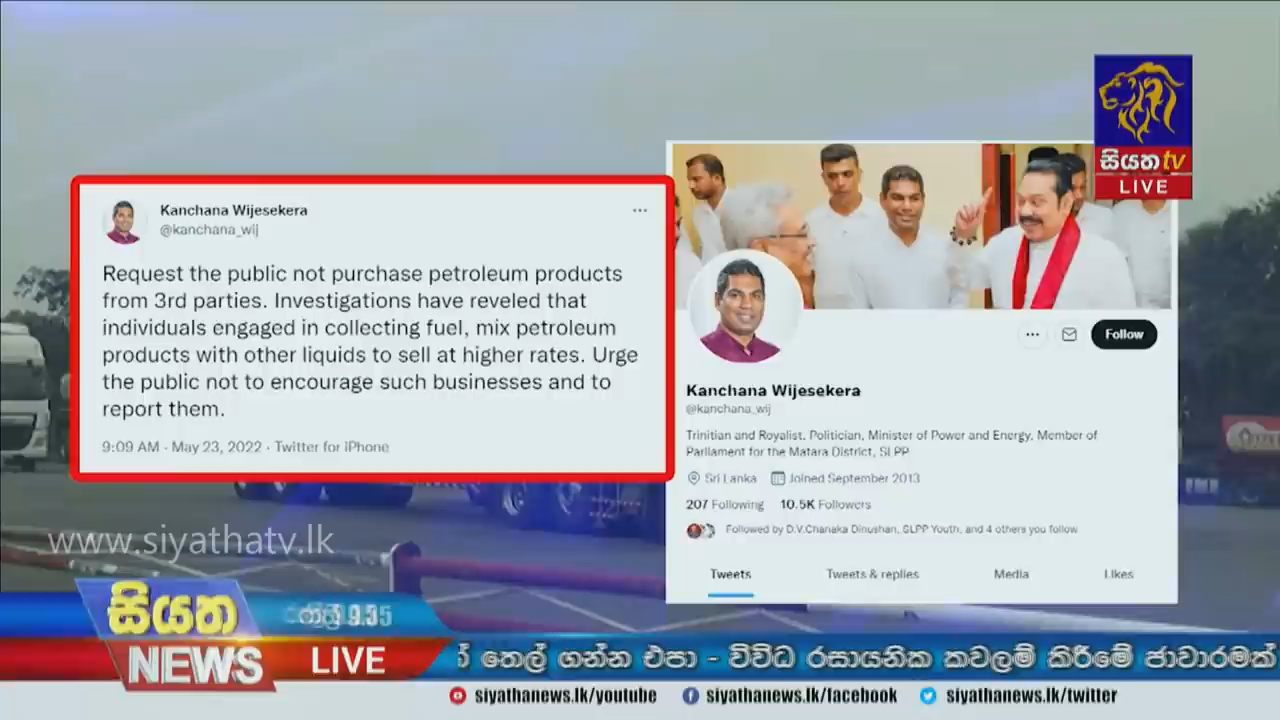 සියත tv
LIVE
Kanchana Wijesekera
@kanchana_wij
Request the public not purchase petroleum products
from 3rd parties. Investigations have reveled that
individuals engaged in collecting fuel, mix petroleum
products with other liquids to sell at higher rates. Urge
the public not to encourage such businesses and to
report them.
9:09 AM · May 23, 2022 · Twitter for iPhone
Follow
Kanchana Wijesekera
@kanchana_wij
Trinitian and Royalist. Politician, Minister of Power and Energy, Member of
Parliament for the Matara District, SLPP
Sri Lanka Joined September 2013
207 Following 10.5K Followers
Followed by D.V.Chanaka Dinushan, SLPP Youth, and 4 others you follow
Tweets Tweets & replies Media Likes
www.siyathatv.lk
සියත
NEWS LIVE
තෙල් ගන්න එපා - විවිධ රසායනික කවලම් කිරීමේ ජාවාරමක්
siyathanews.lk/youtube siyathanews.lk/facebook siyathanews.lk/twitter